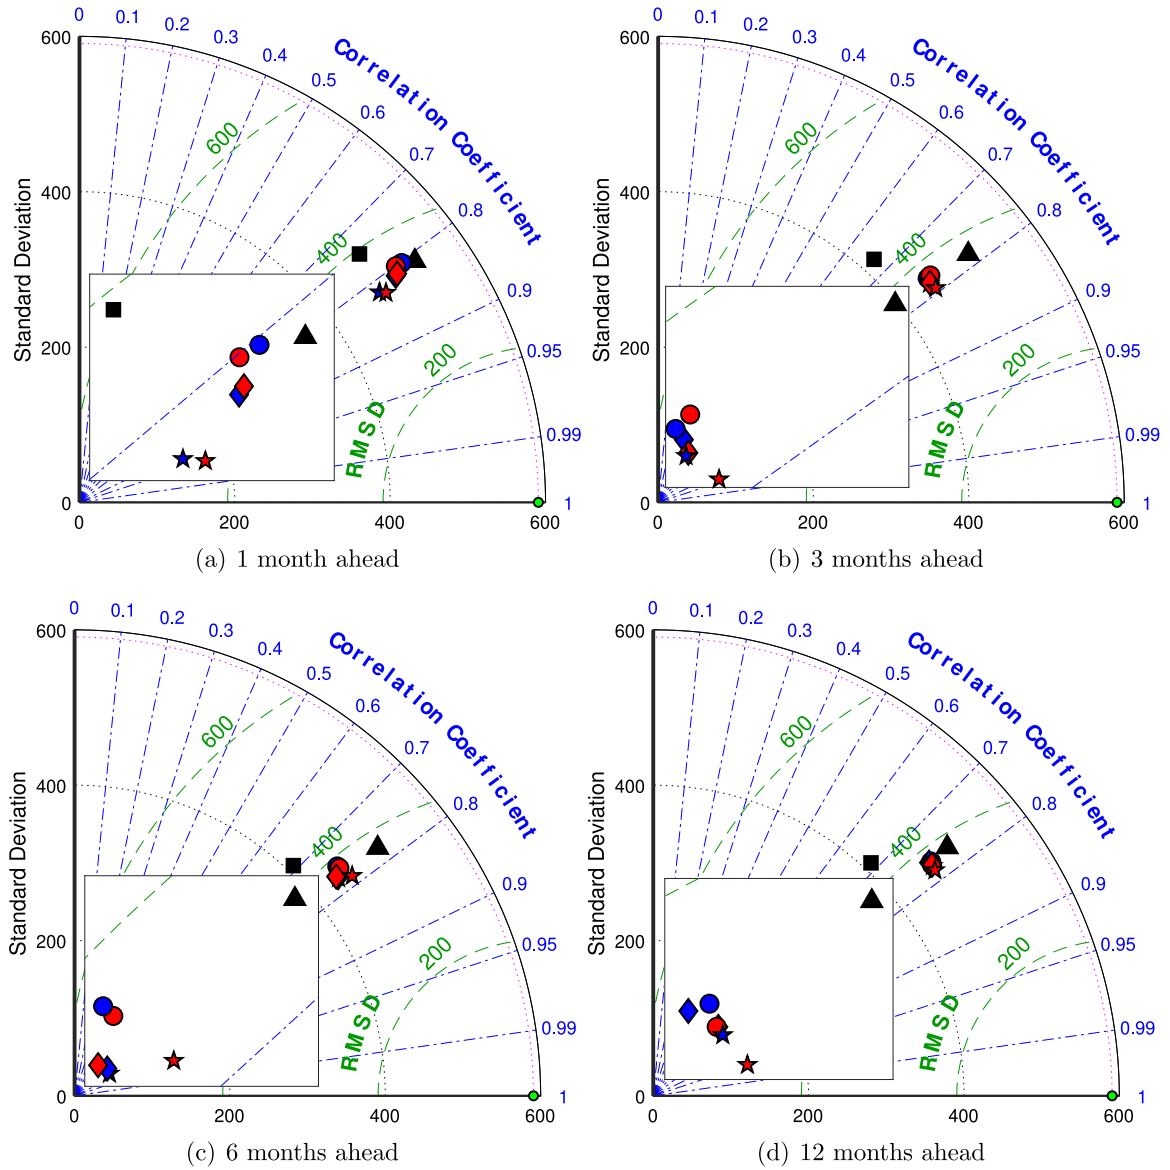 0 0.1 0.2 0.3 0.4 0.5 0.6 0.7 0.8 0.9 0.95 0.99 1
Correlation Coefficient
Standard Deviation
600
400
200
0
0 200 400 600
600
400
200
RMSD
(a) 1 month ahead
0 0.1 0.2 0.3 0.4 0.5 0.6 0.7 0.8 0.9 0.95 0.99 1
Correlation Coefficient
Standard Deviation
600
400
200
0
0 200 400 600
600
400
200
RMSD
(b) 3 months ahead
0 0.1 0.2 0.3 0.4 0.5 0.6 0.7 0.8 0.9 0.95 0.99 1
Correlation Coefficient
Standard Deviation
600
400
200
0
0 200 400 600
600
400
200
RMSD
(c) 6 months ahead
0 0.1 0.2 0.3 0.4 0.5 0.6 0.7 0.8 0.9 0.95 0.99 1
Correlation Coefficient
Standard Deviation
600
400
200
0
0 200 400 600
600
400
200
RMSD
(d) 12 months ahead